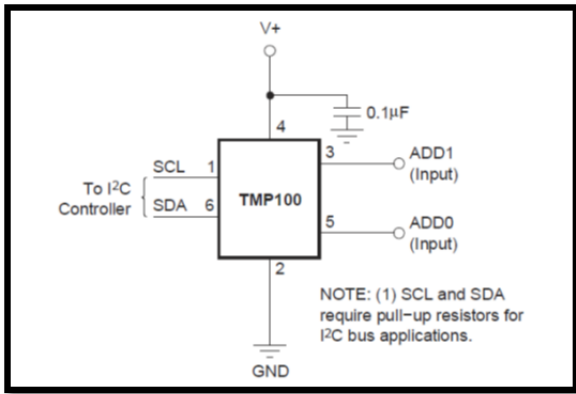 V+
0.1µF
4
3
ADD1
(Input)
SCL
1
To I²C
Controller
SDA
6
TMP100
5
ADD0
(Input)
2
NOTE: (1) SCL and SDA
require pull−up resistors for
I²C bus applications.
GND